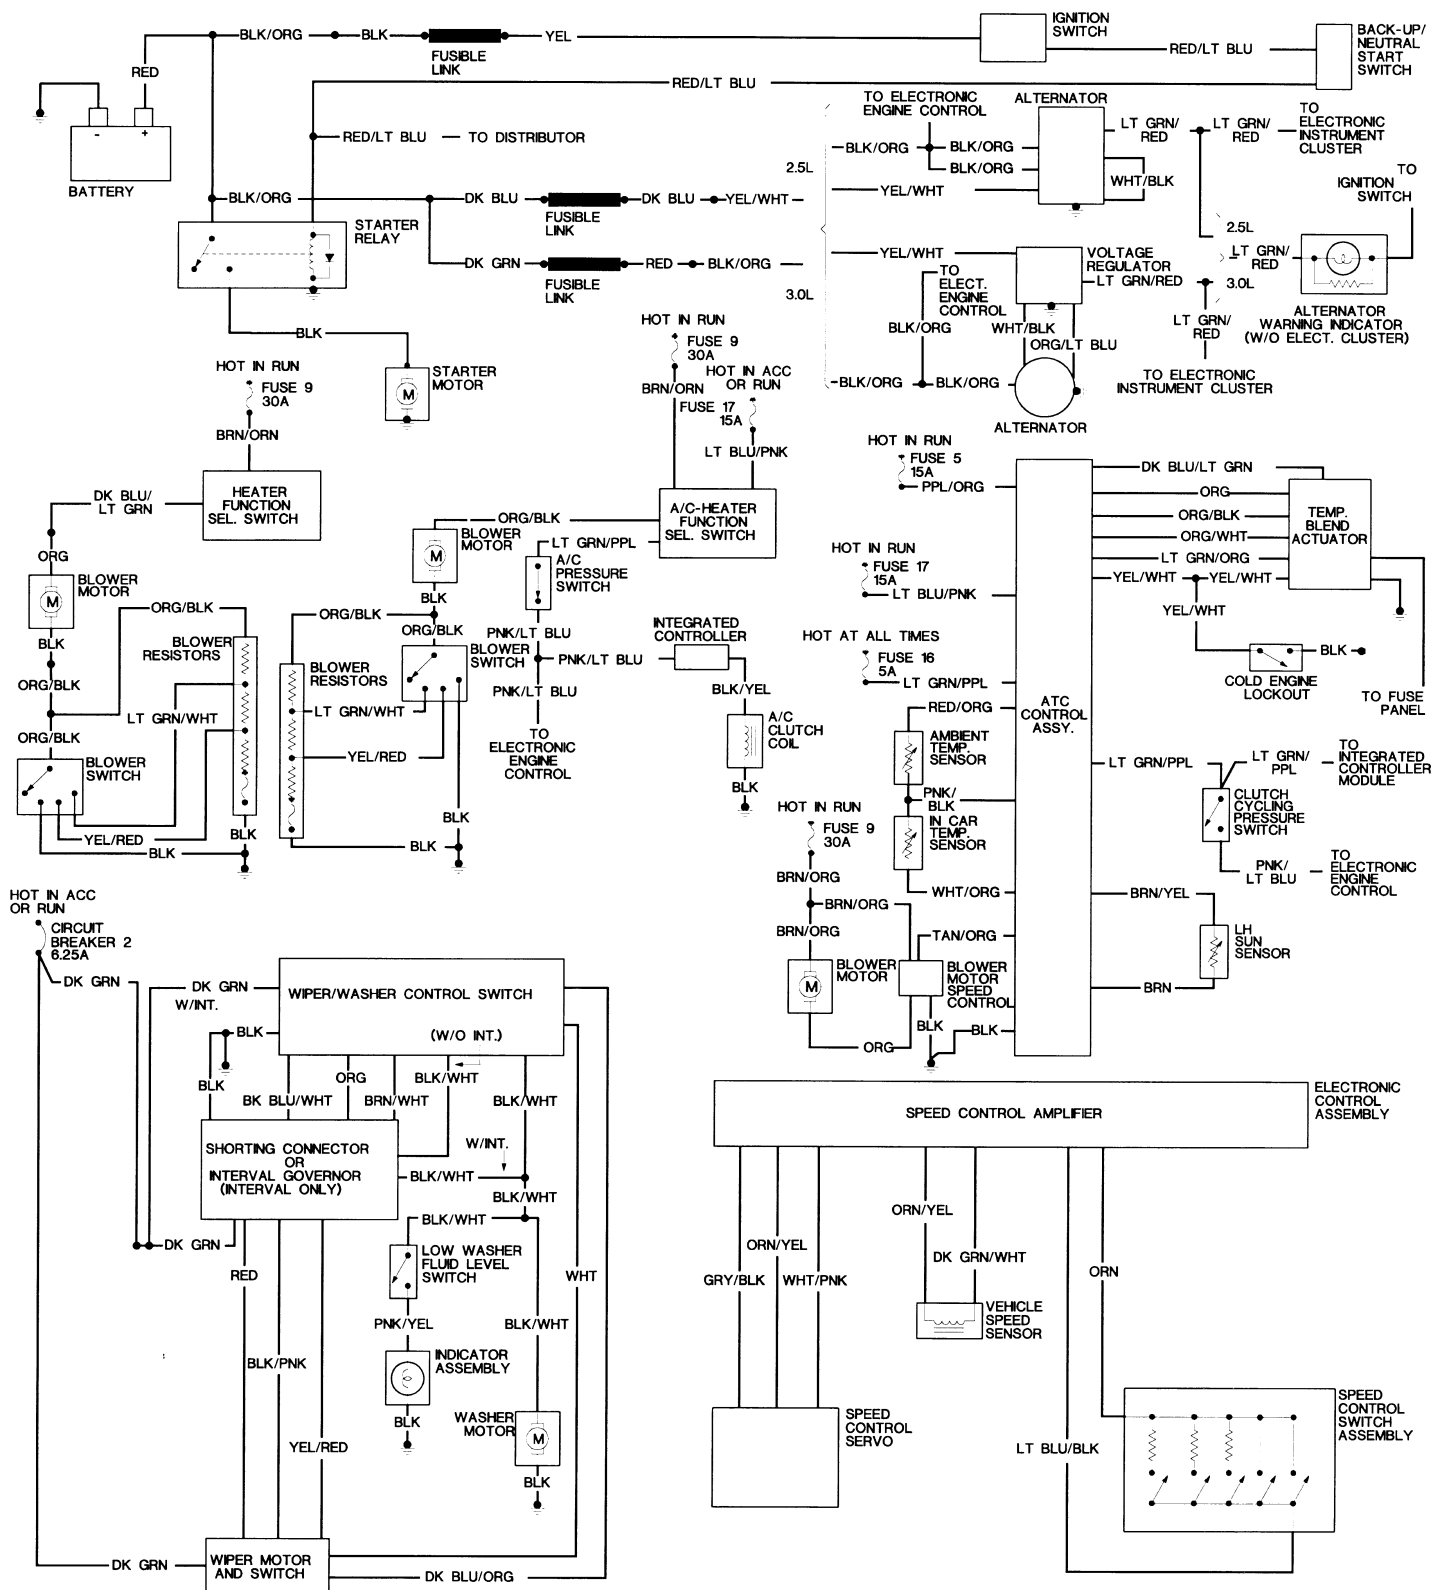 IGNITION
SWITCH
BACK-UP/
NEUTRAL
START
SWITCH
BLK/ORG
BLK
FUSIBLE
LINK
YEL
RED/LT BLU
RED
RED/LT BLU
BATTERY
-
+
RED/LT BLU
TO DISTRIBUTOR
TO ELECTRONIC
ENGINE CONTROL
ALTERNATOR
BLK/ORG
BLK/ORG
BLK/ORG
2.5L
YEL/WHT
LT GRN/
RED
LT GRN/
RED
TO
ELECTRONIC
INSTRUMENT
CLUSTER
WHT/BLK
TO
IGNITION
SWITCH
BLK/ORG
DK BLU
FUSIBLE
LINK
DK BLU
YEL/WHT
STARTER
RELAY
DK GRN
FUSIBLE
LINK
RED
BLK/ORG
3.0L
YEL/WHT
TO
ELECT.
ENGINE
CONTROL
VOLTAGE
REGULATOR
LT GRN/RED
2.5L
LT GRN/
RED
3.0L
ALTERNATOR
WARNING INDICATOR
(W/O ELECT. CLUSTER)
BLK/ORG
WHT/BLK
ORG/LT BLU
LT GRN/
RED
TO ELECTRONIC
INSTRUMENT CLUSTER
BLK/ORG
BLK/ORG
ALTERNATOR
BLK
STARTER
MOTOR
M
HOT IN RUN
FUSE 9
30A
BRN/ORN
HEATER
FUNCTION
SEL. SWITCH
DK BLU/
LT GRN
ORG
BLOWER
MOTOR
M
BLK
ORG/BLK
ORG/BLK
BLOWER
SWITCH
ORG/BLK
BLOWER
RESISTORS
LT GRN/WHT
YEL/RED
BLK
BLK
HOT IN RUN
FUSE 9
30A
BRN/ORN
HOT IN ACC
OR RUN
FUSE 17
15A
LT BLU/PNK
A/C-HEATER
FUNCTION
SEL. SWITCH
ORG/BLK
BLOWER
MOTOR
M
LT GRN/PPL
A/C
PRESSURE
SWITCH
BLK
ORG/BLK
ORG/BLK
BLOWER
SWITCH
BLOWER
RESISTORS
LT GRN/WHT
YEL/RED
BLK
BLK
PNK/LT BLU
PNK/LT BLU
PNK/LT BLU
TO
ELECTRONIC
ENGINE
CONTROL
INTEGRATED
CONTROLLER
BLK/YEL
A/C
CLUTCH
COIL
BLK
HOT IN RUN
FUSE 5
15A
PPL/ORG
HOT IN RUN
FUSE 17
15A
LT BLU/PNK
HOT AT ALL TIMES
FUSE 16
5A
LT GRN/PPL
RED/ORG
AMBIENT
TEMP.
SENSOR
PNK/
BLK
IN CAR
TEMP.
SENSOR
WHT/ORG
HOT IN RUN
FUSE 9
30A
BRN/ORG
BRN/ORG
BRN/ORG
TAN/ORG
BLOWER
MOTOR
M
BLOWER
MOTOR
SPEED
CONTROL
BLK
BLK
ORG
ATC
CONTROL
ASSY.
DK BLU/LT GRN
ORG
ORG/BLK
ORG/WHT
LT GRN/ORG
YEL/WHT
YEL/WHT
YEL/WHT
TEMP.
BLEND
ACTUATOR
BLK
COLD ENGINE
LOCKOUT
TO FUSE
PANEL
LT GRN/PPL
LT GRN/
PPL
TO
INTEGRATED
CONTROLLER
MODULE
CLUTCH
CYCLING
PRESSURE
SWITCH
PNK/
LT BLU
TO
ELECTRONIC
ENGINE
CONTROL
BRN/YEL
LH
SUN
SENSOR
BRN
HOT IN ACC
OR RUN
CIRCUIT
BREAKER 2
6.25A
DK GRN
DK GRN
W/INT.
WIPER/WASHER CONTROL SWITCH
(W/O INT.)
BLK
BLK
BK BLU/WHT
ORG
BRN/WHT
BLK/WHT
BLK/WHT
SHORTING CONNECTOR
OR
INTERVAL GOVERNOR
(INTERVAL ONLY)
W/INT.
BLK/WHT
BLK/WHT
BLK/WHT
DK GRN
RED
LOW WASHER
FLUID LEVEL
SWITCH
WHT
PNK/YEL
BLK/WHT
BLK/PNK
INDICATOR
ASSEMBLY
BLK
WASHER
MOTOR
M
BLK
YEL/RED
DK GRN
WIPER MOTOR
AND SWITCH
DK BLU/ORG
SPEED CONTROL AMPLIFIER
ELECTRONIC
CONTROL
ASSEMBLY
GRY/BLK
ORN/YEL
WHT/PNK
ORN/YEL
DK GRN/WHT
VEHICLE
SPEED
SENSOR
ORN
SPEED
CONTROL
SERVO
LT BLU/BLK
SPEED
CONTROL
SWITCH
ASSEMBLY